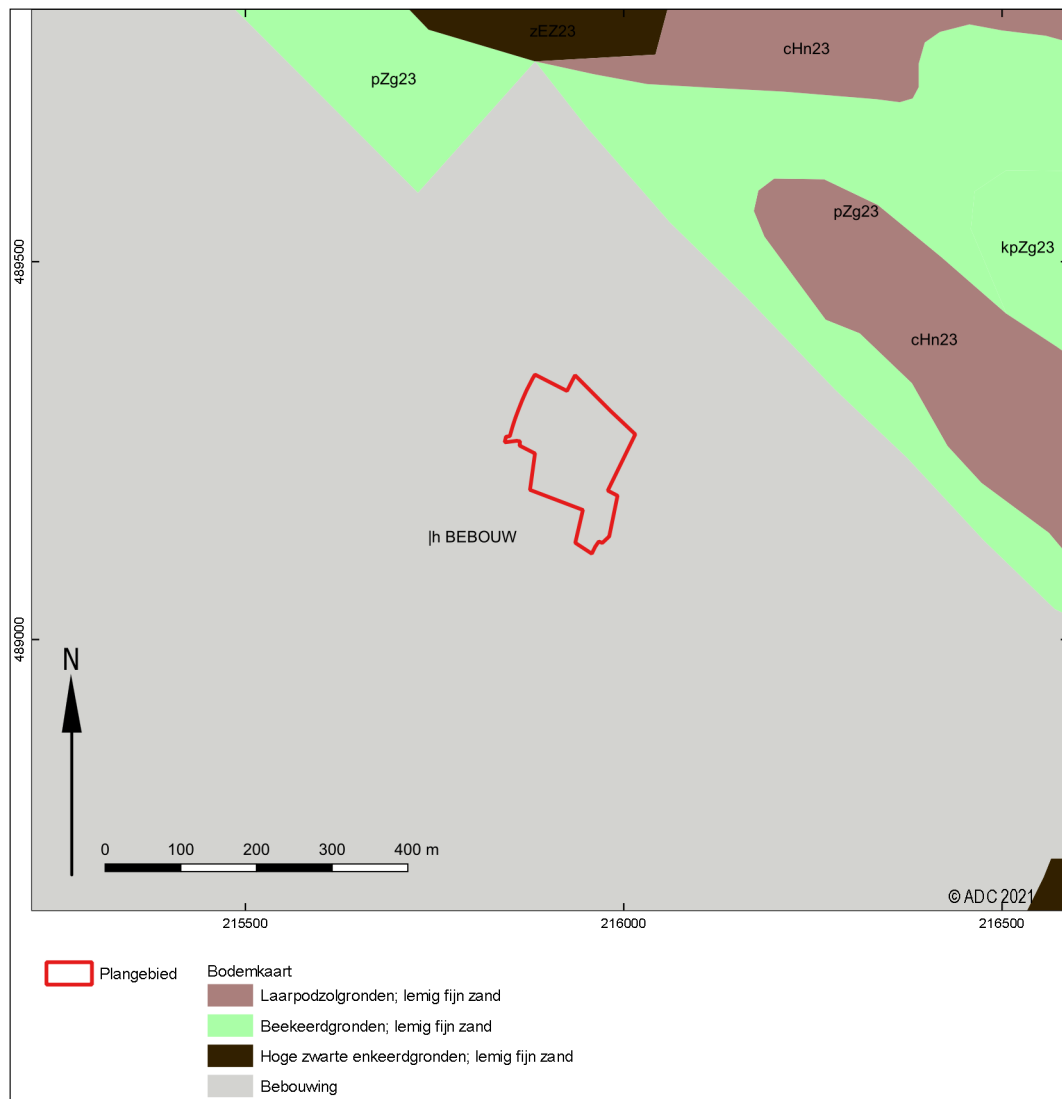 zEZ23
cHn23
pZg23
pZg23
kpZg23
489500
cHn23
|h BEBOUW
489000
N
0 100 200 300 400 m
© ADC 2021
215500 216000 216500
Plangebied
Bodemkaart
Laarpodzolgronden; lemig fijn zand
Beekeerdgronden; lemig fijn zand
Hoge zwarte enkeerdgronden; lemig fijn zand
Bebouwing